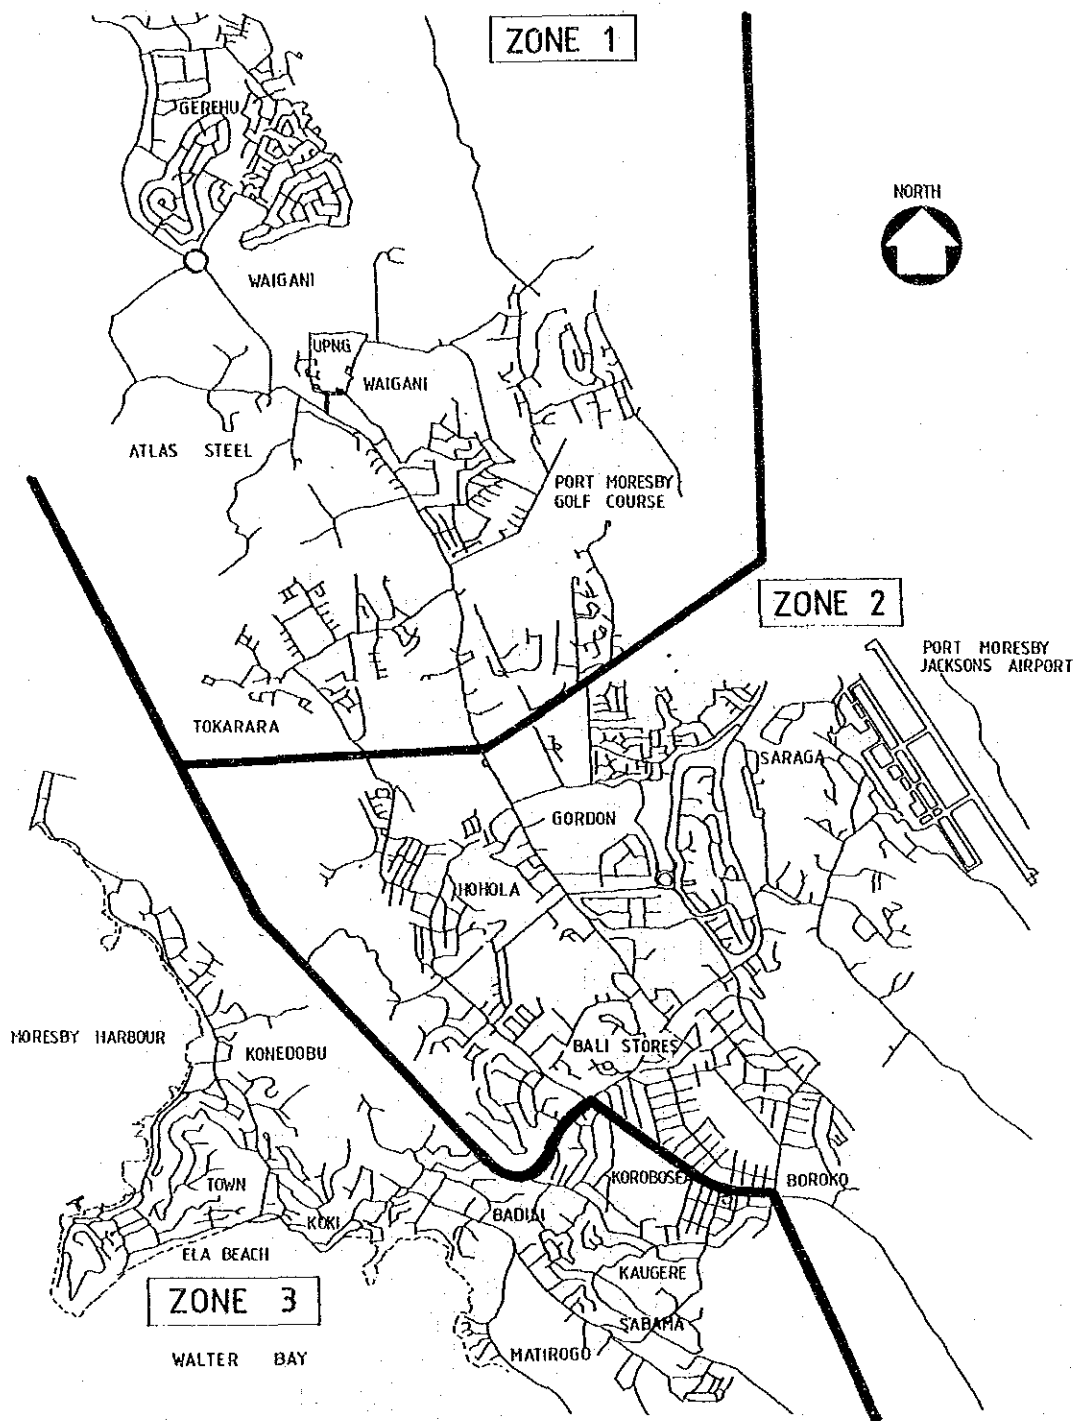 ZONE 1
GEREHU
NORTH
WAIGANI
UPNG
WAIGANI
ATLAS STEEL
PORT MORESBY
GOLF COURSE
ZONE 2
PORT MORESBY
JACKSONS AIRPORT
TOKARARA
SARAGA
GORDON
HOHOLA
MORESBY HARBOUR
KONEDOBU
BALI STORES
KOROBOSEA
BOROKO
TOWN
KOKI
BADILI
ELA BEACH
KAUGERE
ZONE 3
SABAMA
MATIROGO
WALTER BAY